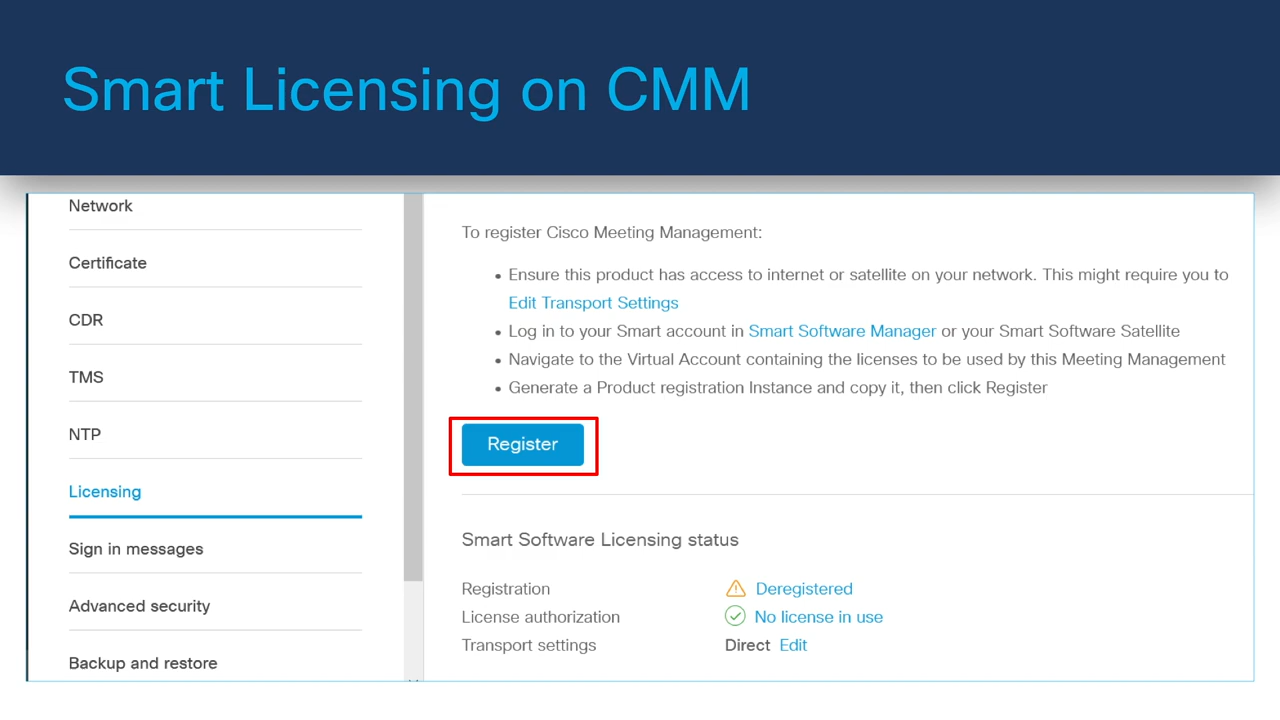 Smart Licensing on CMM
Network
Certificate
CDR
TMS
NTP
Licensing
Sign in messages
Advanced security
Backup and restore
To register Cisco Meeting Management:
• Ensure this product has access to internet or satellite on your network. This might require you to
Edit Transport Settings
• Log in to your Smart account in Smart Software Manager or your Smart Software Satellite
• Navigate to the Virtual Account containing the licenses to be used by this Meeting Management
• Generate a Product registration Instance and copy it, then click Register
Register
Smart Software Licensing status
Registration Deregistered
License authorization No license in use
Transport settings Direct Edit